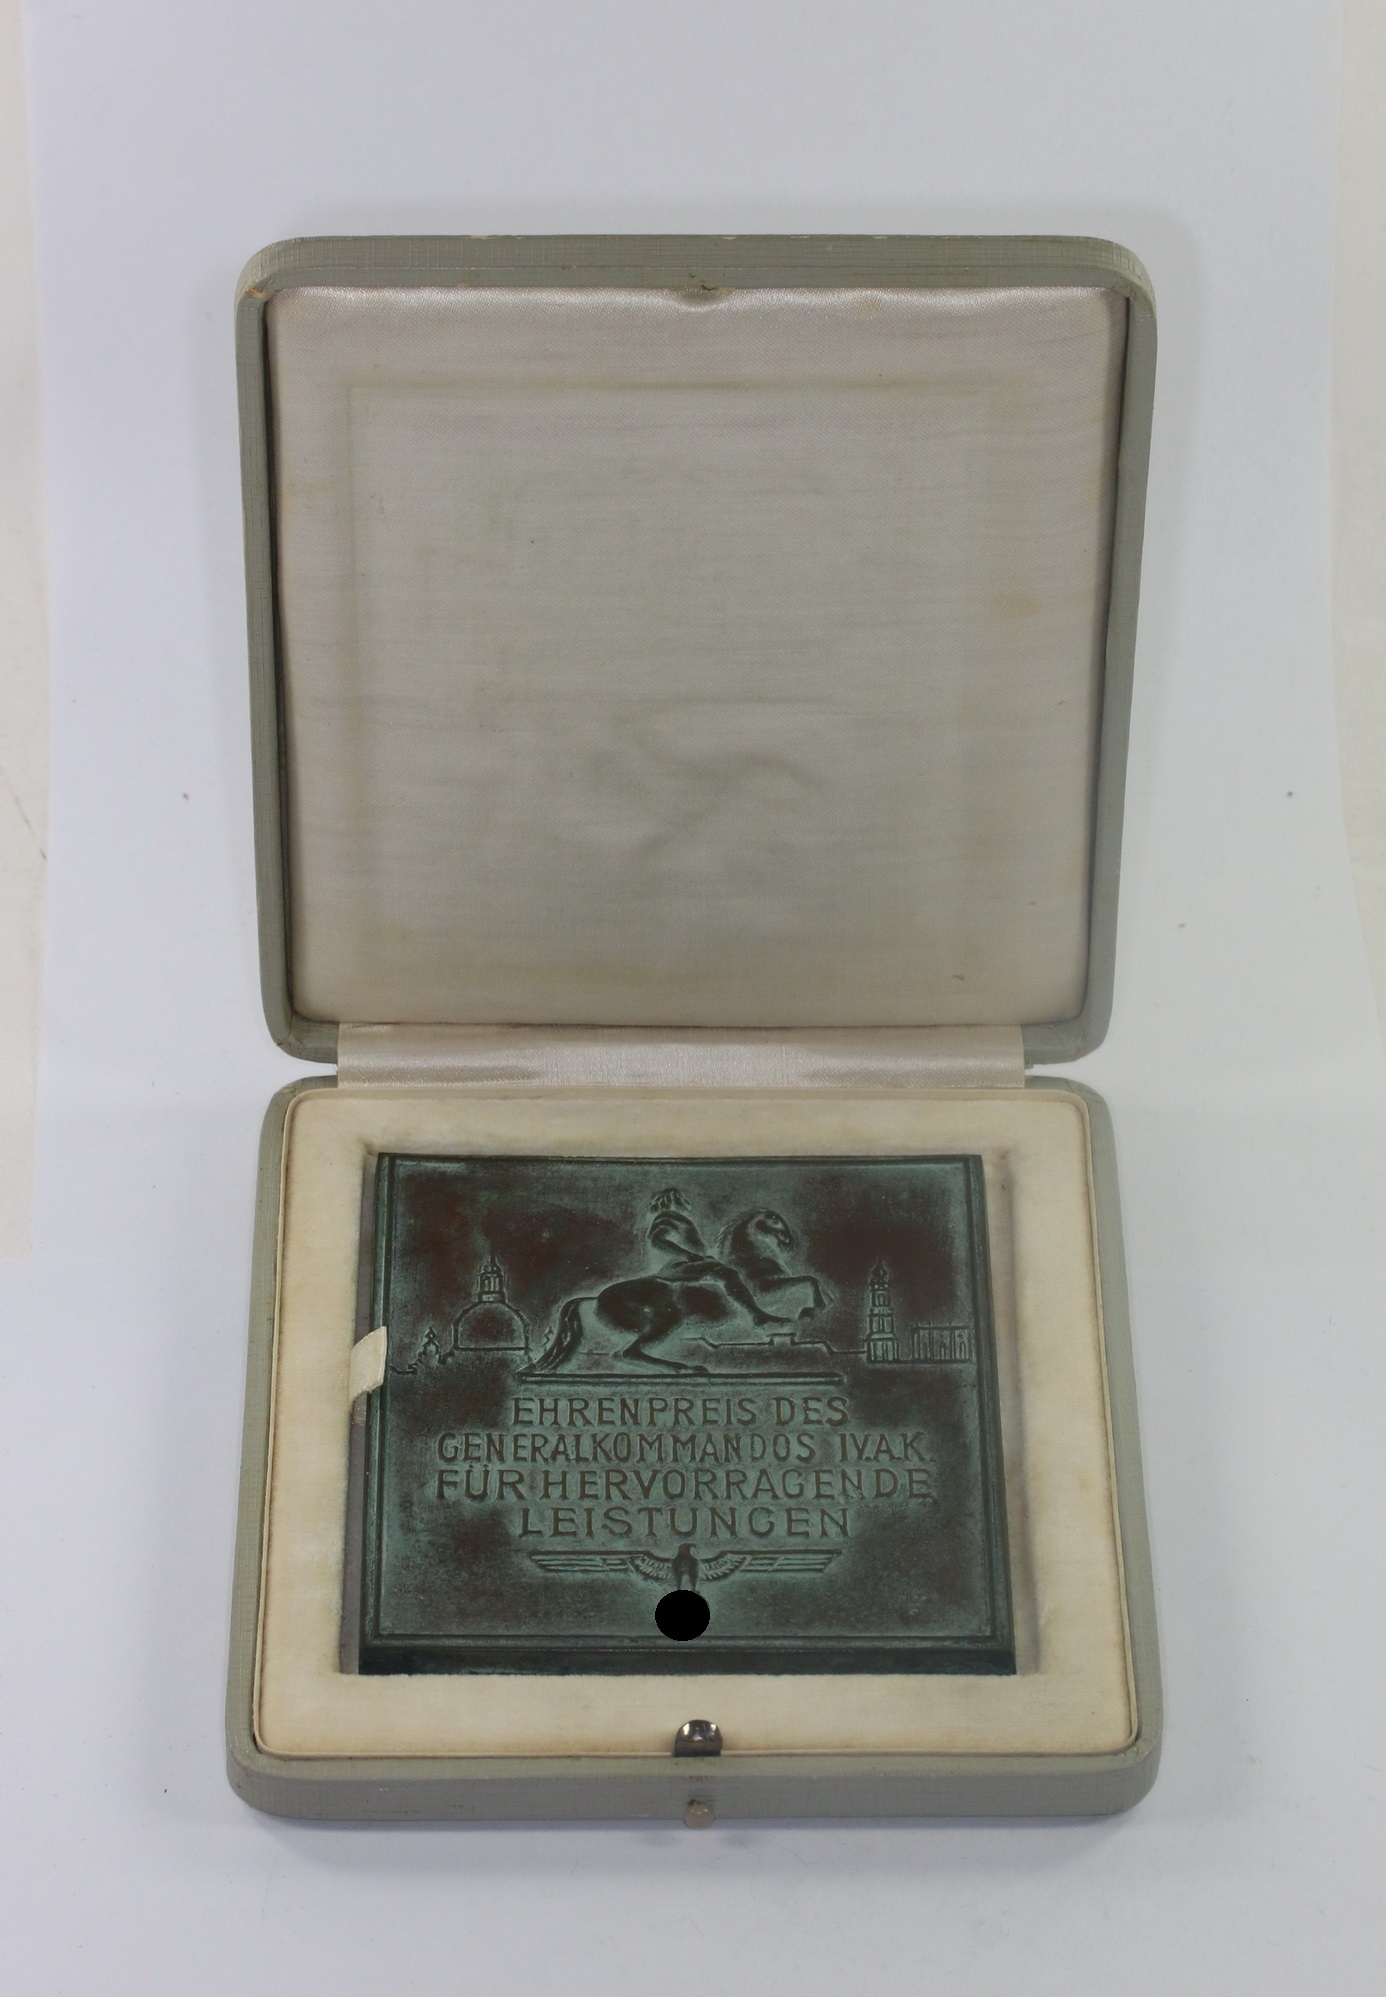 EHRENPREIS DES
GENERALKOMMANDOS IV.A.K.
FÜR HERVORRAGENDE
LEISTUNGEN